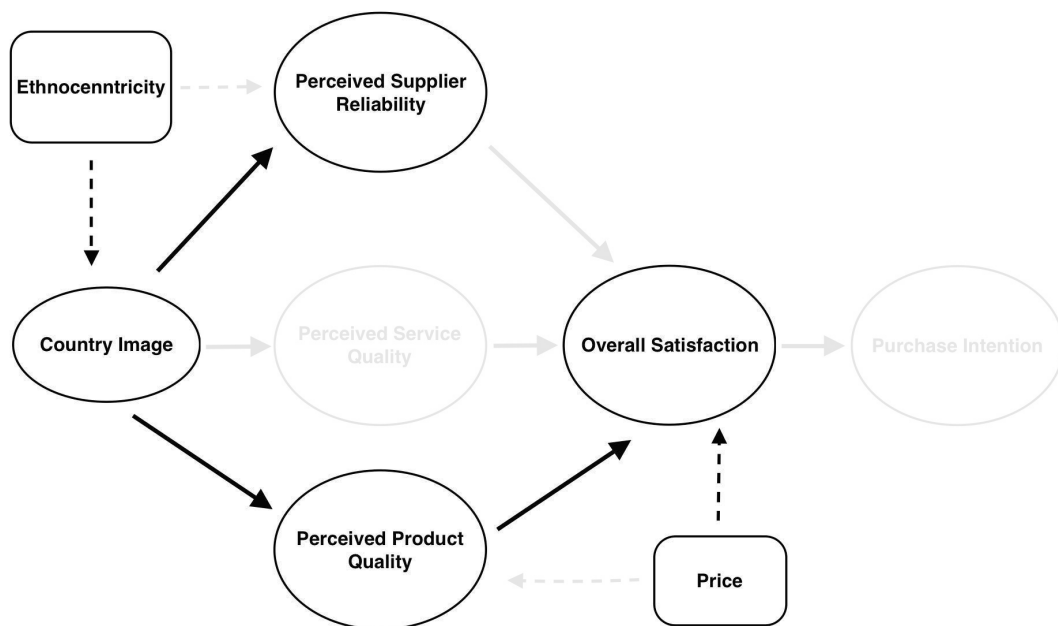 Ethnocenntricity
Perceived Supplier
Reliability
Country Image
Perceived Service
Quality
Overall Satisfaction
Purchase Intention
Perceived Product
Quality
Price